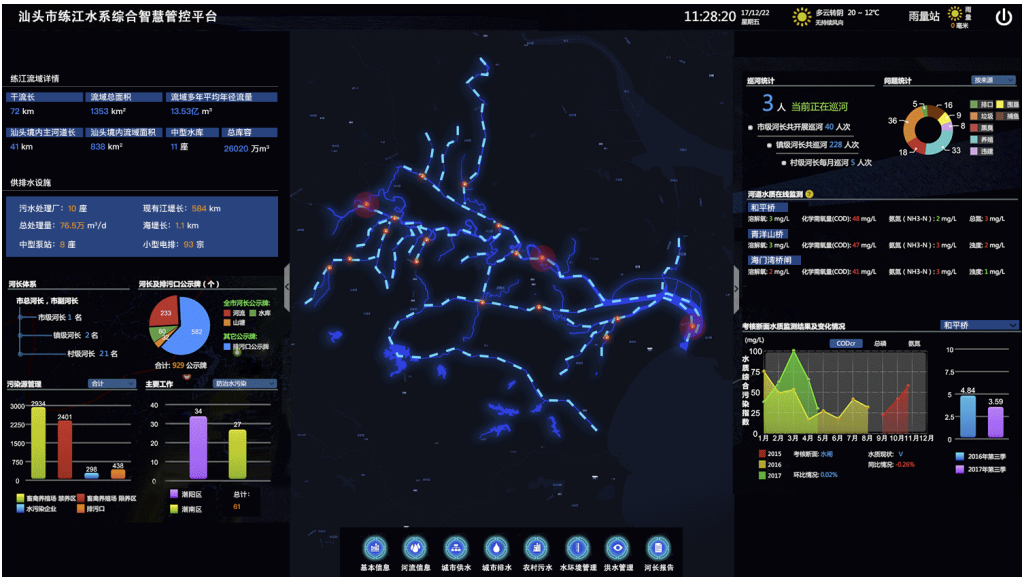 汕头市练江水系综合智慧管控平台
11:28:20
17/12/22
星期五
多云转阴 20 ~ 12℃
无持续风向
雨量站
雨量
0 毫米
练江流域详情
干流长 流域总面积 流域多年平均年径流量
72 km 1353 km² 13.53亿 m³
汕头境内主河道长 汕头境内流域面积 中型水库 总库容
41 km 838 km² 11 座 26020 万m³
供排水设施
污水处理厂: 10 座 现有江堤长: 584 km
总处理量: 76.5万 m³/d 海堤长: 1.1 km
中型泵站: 8 座 小型电排: 93 宗
河长体系
市总河长, 市副河长
市级河长 1 名
镇级河长 2 名
村级河长 21 名
河长及排污口公示牌 ( 个 )
233
582
60
全市河长公示牌:
河流 水库
山塘
其它公示牌:
排污口公示牌
合计: 929 公示牌
污染源管理
合计
3000
2250
1500
750
0
2934
2401
298
438
畜禽养殖场 禁养区
畜禽养殖场 限养区
水污染企业
排污口
主要工作
防治水污染
40
30
20
10
0
34
27
潮阳区
潮南区
总计:
61
巡河统计
3 人 当前正在巡河
市级河长共开展巡河 40 人次
镇级河长共巡河 228 人次
村级河长每月巡河 5 人次
问题统计
按来源
5
16
9
8
33
18
36
排口
垃圾
黑臭
养殖
违建
捕鱼
河道水质在线监测 ?
和平桥
溶解氧: 3 mg/L 化学需氧量(COD): 48 mg/L 氨氮 ( NH3-N ) : 2 mg/L 总氮: 3 mg/L
青洋山桥
溶解氧: 3 mg/L 化学需氧量(COD): 47 mg/L 氨氮 ( NH3-N ) : 3 mg/L 浊度: 2 mg/L
海门湾桥闸
溶解氧: 2 mg/L 化学需氧量(COD): 41 mg/L 氨氮 ( NH3-N ) : 3 mg/L 浊度: 1 mg/L
考核断面水质监测结果及变化情况
和平桥
(mg/L)
CODcr 总磷 氨氮
水质综合污染指数
100
75
50
25
0
1月 2月 3月 4月 5月 6月 7月 8月 9月 10月 11月 12月
2015
2016
2017
考核断面: 水闸
水质现状: V
环比情况: 0.02%
同比情况: -0.26%
10
7.5
5
2.5
0
4.84
3.59
2016年第三季
2017年第三季
基本信息 河流信息 城市供水 城市排水 农村污水 水环境管理 洪水管理 河长报告